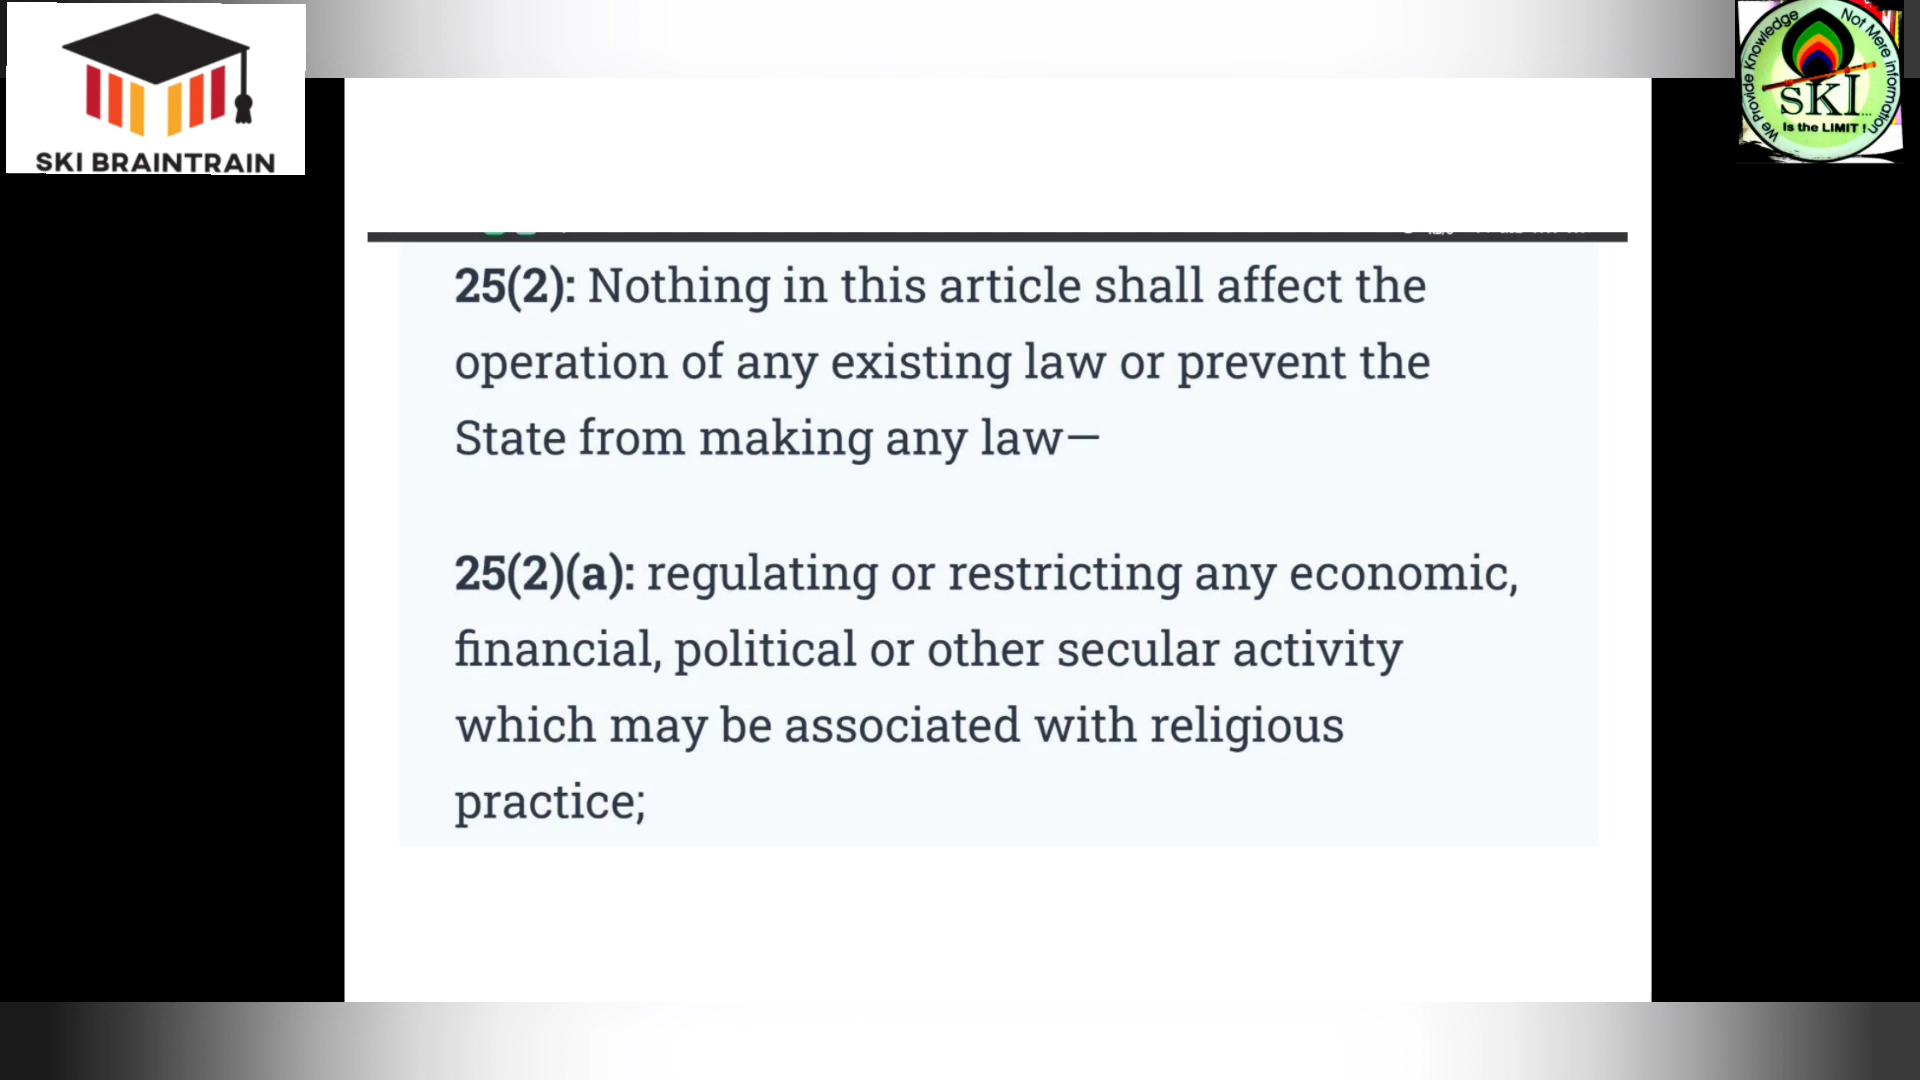 SKI BRAINTRAIN
We Provide Knowledge Not Mere Information
SKI...
Is the LIMIT !
25(2): Nothing in this article shall affect the
operation of any existing law or prevent the
State from making any law—
25(2)(a): regulating or restricting any economic,
financial, political or other secular activity
which may be associated with religious
practice;